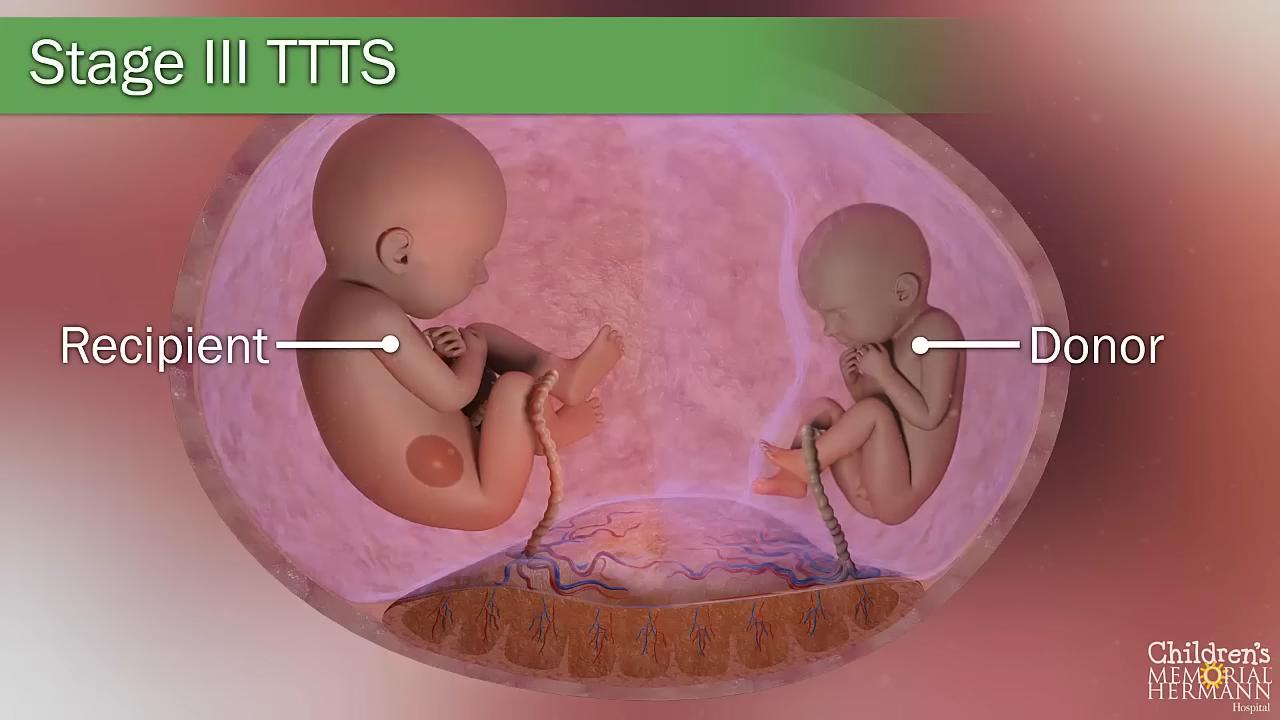 Stage III TTTS
Recipient
Donor
Children's
MEMORIAL
HERMANN
Hospital